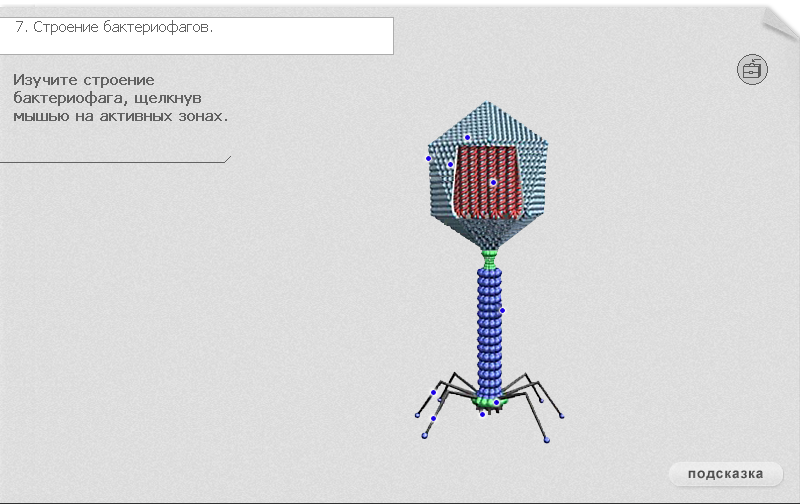 7. Строение бактериофагов.
Изучите строение
бактериофага, щелкнув
мышью на активных зонах.
подсказка